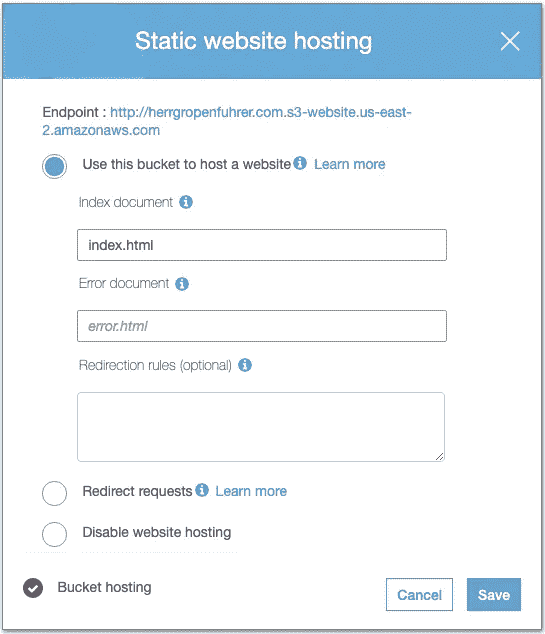 Static website hosting
Endpoint : http://herrgropenfuhrer.com.s3-website.us-east-
2.amazonaws.com
Use this bucket to host a website Learn more
Index document
index.html
Error document
error.html
Redirection rules (optional)
Redirect requests Learn more
Disable website hosting
Bucket hosting
Cancel
Save